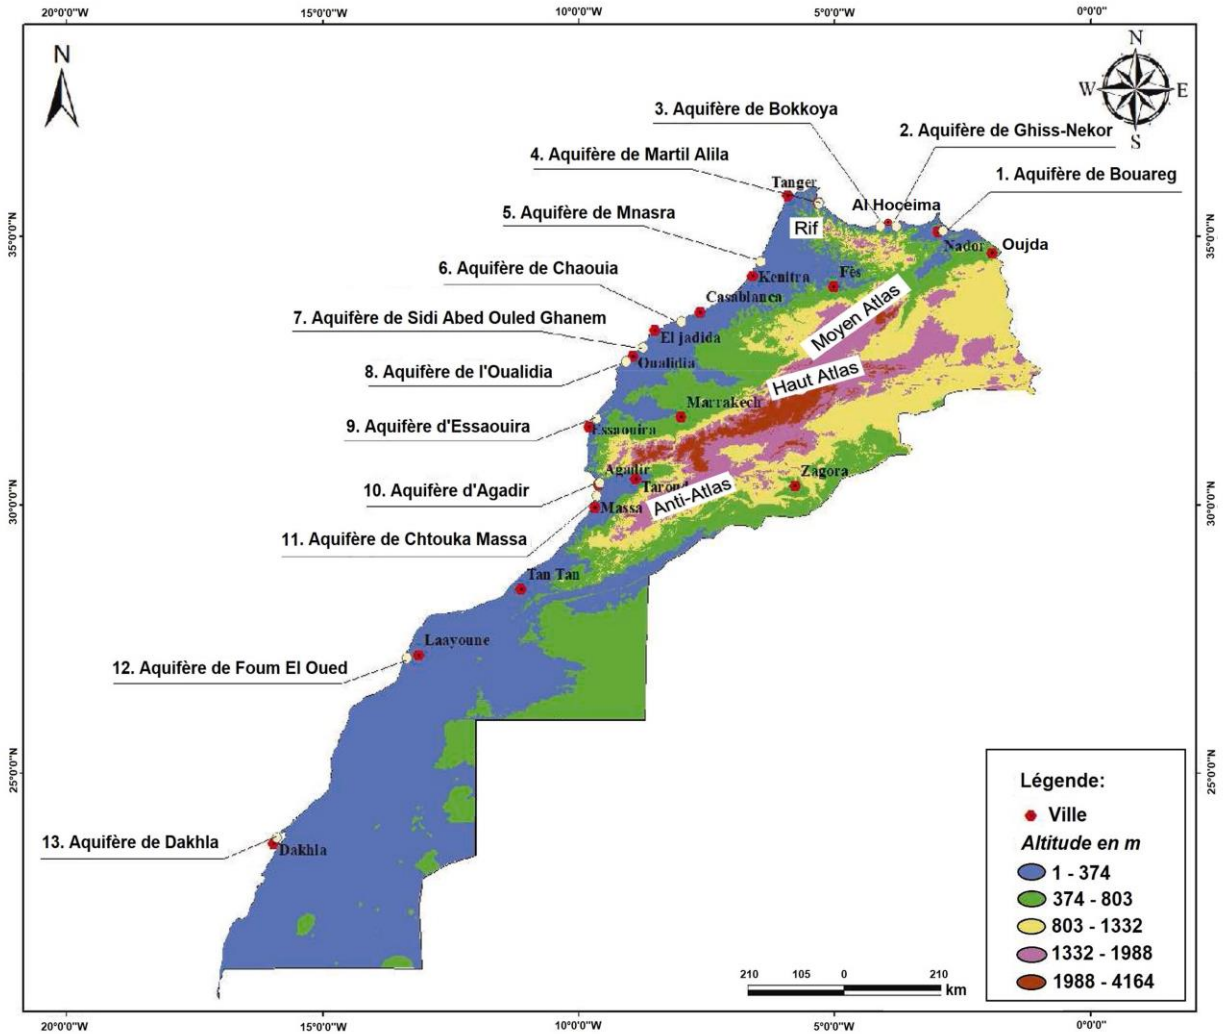 20°0'0"W 15°0'0"W 10°0'0"W 5°0'0"W 0°0'0"
N
N
W E
S
3. Aquifère de Bokkoya
2. Aquifère de Ghiss-Nekor
4. Aquifère de Martil Alila
1. Aquifère de Bouareg
Tanger
Al Hoceima
5. Aquifère de Mnasra
35°0'0"N
Rif
35°0'0"N
Nador
Oujda
6. Aquifère de Chaouia
Kenitra
Fès
Casablanca
Moyen Atlas
7. Aquifère de Sidi Abed Ouled Ghanem
El jadida
Oualidia
8. Aquifère de l'Oualidia
Haut Atlas
Marrakech
9. Aquifère d'Essaouira
Essaouira
Agadir
Zagora
10. Aquifère d'Agadir
Anti-Atlas
30°0'0"N
Massa
30°0'0"N
11. Aquifère de Chtouka Massa
Tan Tan
Laayoune
12. Aquifère de Foum El Oued
25°0'0"N
25°0'0"N
Légende:
Ville
13. Aquifère de Dakhla
Dakhla
Altitude en m
1 - 374
374 - 803
803 - 1332
1332 - 1988
1988 - 4164
210 105 0 210
km
20°0'0"W 15°0'0"W 10°0'0"W 5°0'0"W 0°0'0"